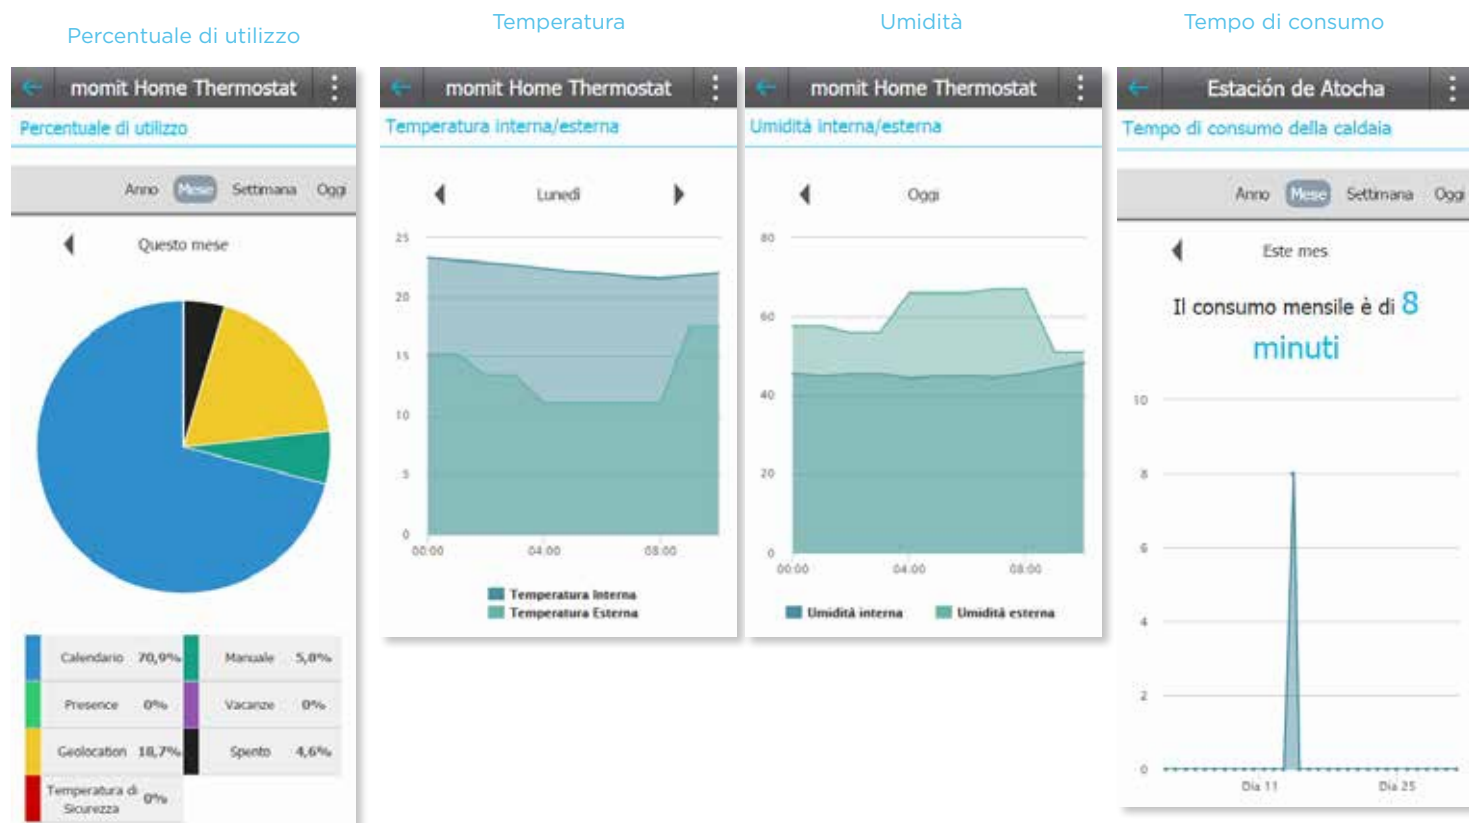 Percentuale di utilizzo
Temperatura
Umidità
Tempo di consumo
momit Home Thermostat
Percentuale di utilizzo
Anno Mese Settimana Oggi
Questo mese
Calendario 70,9%
Manuale 5,8%
Presence 0%
Vacanze 0%
Geolocation 18,7%
Spento 4,6%
Temperatura di
Sicurezza
0%
momit Home Thermostat
Temperatura interna/esterna
Lunedì
25
20
15
10
5
0
00:00 04:00 08:00
Temperatura Interna
Temperatura Esterna
momit Home Thermostat
Umidità interna/esterna
Oggi
80
60
40
20
0
00:00 04:00 08:00
Umidità interna Umidità esterna
Estación de Atocha
Tempo di consumo della caldaia
Anno Mese Settimana Oggi
Este mes
Il consumo mensile è di 8
minuti
10
8
6
4
2
0
Dia 11 Dia 25